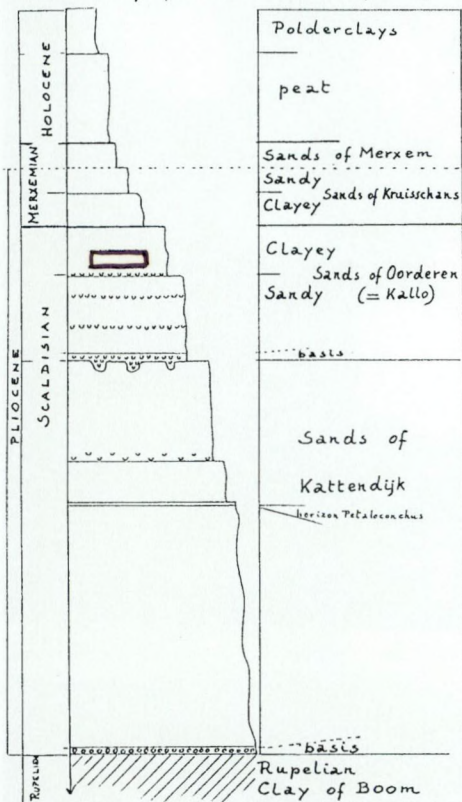 Polderclays
HOLOCENE
peat
Sands of Merxem
MERXEMIAN
Sandy
Sands of Kruisschans
Clayey
Clayey
Sands of Oorderen
Sandy (= Kallo)
basis
PLIOCENE
SCALDISIAN
Sands of
Kattendijk
horizon Petaloconchus
basis
RUPELIAN
Rupelian
Clay of Boom